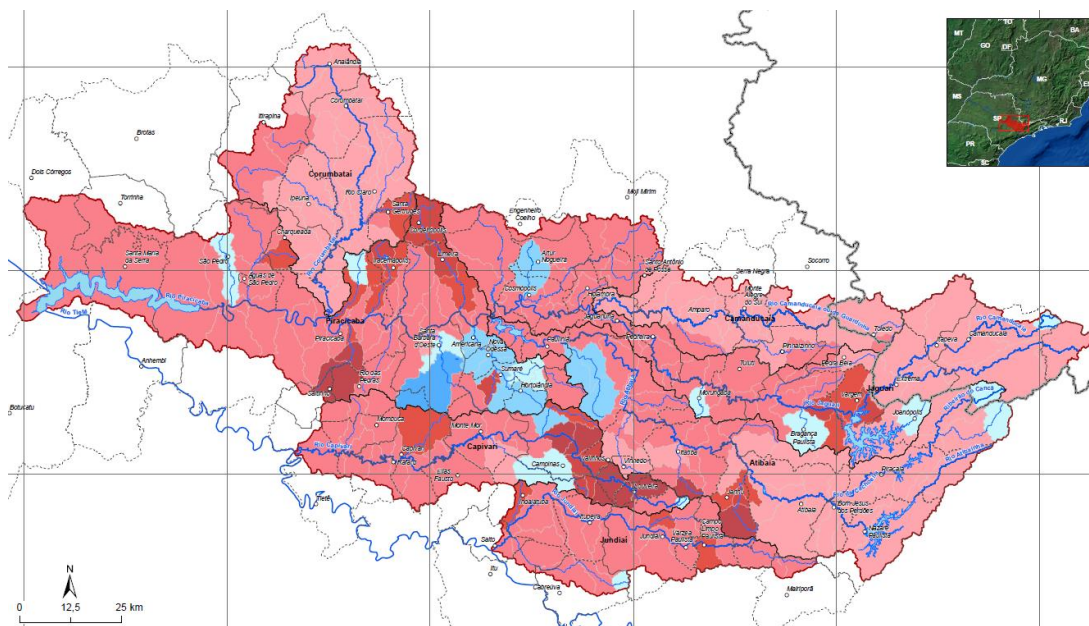 TO
MT
BA
GO
DF
MG
MS
SP
RJ
PR
SC
Analândia
Corumbataí
Itirapina
Brotas
Dois Córregos
Torrinha
Corumbataí
Ipeúna
Rio Claro
Santa
Gertrudes
Cordeirópolis
Charqueada
Rio Corumbataí
Iracemápolis
Limeira
Santa Maria
da Serra
São Pedro
Águas de
São Pedro
Rio Piracicaba
Rio Tietê
Piracicaba
Piracicaba
Anhembi
Botucatu
Saltinho
Rio das
Pedras
Mombuca
Rio Capivari
Capivari
Rafard
Elias
Fausto
Monte Mor
Capivari
Tietê
Santa
Bárbara
d'Oeste
Americana
Nova
Odessa
Sumaré
Hortolândia
Paulínia
Cosmópolis
Artur
Nogueira
Engenheiro
Coelho
Moji Mirim
Holambra
Jaguariúna
Pedreira
Santo Antônio
de Posse
Serra Negra
Socorro
Monte
Alegre
do Sul
Amparo
Camanducaia
Rio Camanducaia ou da Guardinha
Toledo
Pinhalzinho
Pedra Bela
Tuiuti
Morungaba
Rio Jaguari
Vargem
Jaguari
Extrema
Itapeva
Camanducaia
Rio Camanducaia
Joanópolis
Bragança
Paulista
Piracaia
Atibaia
Atibaia
Bom Jesus
dos Perdões
Nazaré
Paulista
Rio Atibaia
Itatiba
Vinhedo
Valinhos
Campinas
Louveira
Jarinu
Indaiatuba
Itupeva
Jundiaí
Jundiaí
Várzea
Paulista
Campo
Limpo
Paulista
Salto
Itu
Cabreúva
Mairiporã
N
0 12,5 25 km